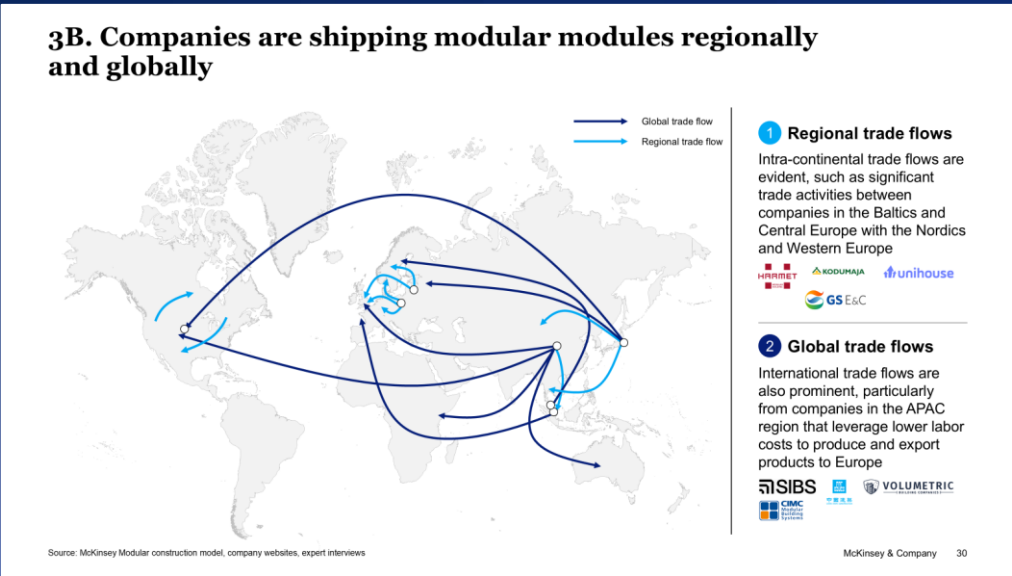 3B. Companies are shipping modular modules regionally
and globally
Global trade flow
Regional trade flow
1 Regional trade flows
Intra-continental trade flows are
evident, such as significant
trade activities between
companies in the Baltics and
Central Europe with the Nordics
and Western Europe
HARMET
KODUMAJA
unihouse
GS E&C
2 Global trade flows
International trade flows are
also prominent, particularly
from companies in the APAC
region that leverage lower labor
costs to produce and export
products to Europe
SIBS
VOLUMETRIC
BUILDING COMPANIES
CIMC
Modular
Building
Systems
Source: McKinsey Modular construction model, company websites, expert interviews
McKinsey & Company 30